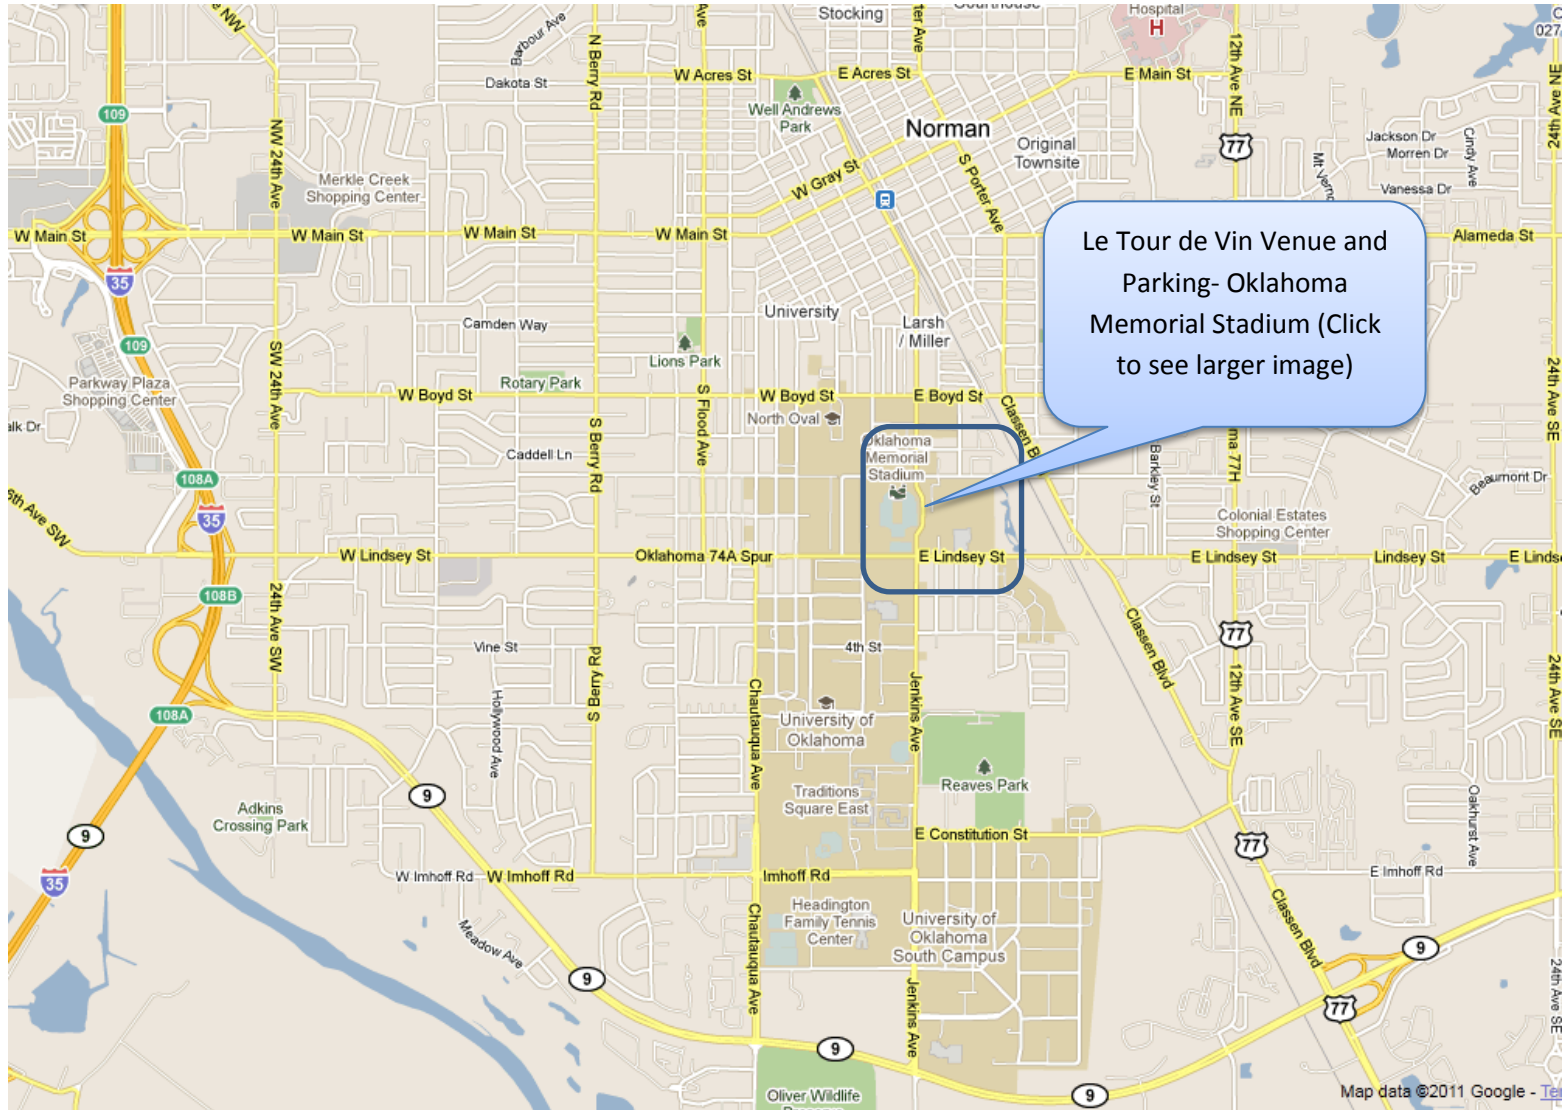 Stocking
Hospital
H
W Acres St
E Acres St
E Main St
Dakota St
Barbour Ave
N Berry Rd
12th Ave NE
24th Ave NE
027
109
Well Andrews
Park
Norman
Original
Townsite
77
Jackson Dr
Morren Dr
Cindy Ave
Vanessa Dr
NW 24th Ave
Merkle Creek
Shopping Center
W Gray St
S Porter Ave
W Main St
W Main St
W Main St
W Main St
Alameda St
Le Tour de Vin Venue and
Parking- Oklahoma
Memorial Stadium (Click
to see larger image)
35
109
Camden Way
University
Larsh
/ Miller
Lions Park
SW 24th Ave
Parkway Plaza
Shopping Center
Rotary Park
W Boyd St
W Boyd St
E Boyd St
S Flood Ave
S Berry Rd
North Oval
Classen
24th Ave SE
Oklahoma
Memorial
Stadium
Caddell Ln
Barkley St
77H
Beaumont Dr
108A
35
Colonial Estates
Shopping Center
W Lindsey St
Oklahoma 74A Spur
E Lindsey St
E Lindsey St
Lindsey St
108B
24th Ave SW
Vine St
4th St
77
Classen Blvd
12th Ave SE
24th Ave SE
S Berry Rd
Hollywood Ave
Chautauqua Ave
Jenkins Ave
108A
University of
Oklahoma
Reaves Park
9
Traditions
Square East
Adkins
Crossing Park
9
E Constitution St
77
Oakhurst Ave
35
W Imhoff Rd
W Imhoff Rd
Imhoff Rd
E Imhoff Rd
Headington
Family Tennis
Center
University of
Oklahoma
South Campus
Meadow Ave
Chautauqua Ave
Classen Blvd
9
9
Jenkins Ave
77
24th Ave SE
9
9
Oliver Wildlife
Map data ©2011 Google -